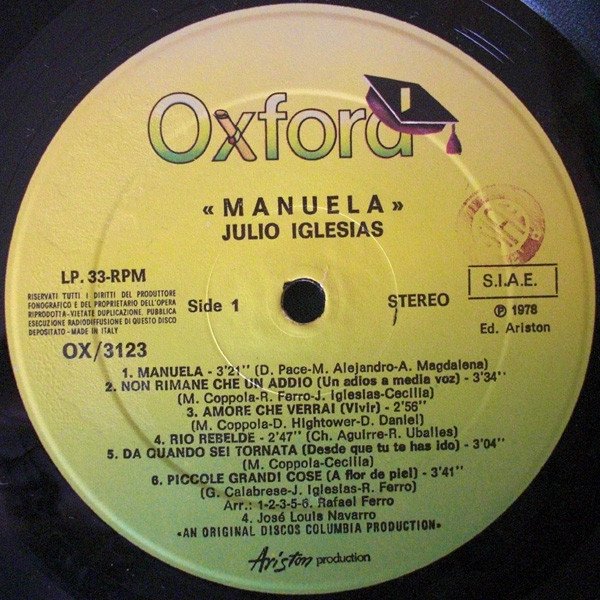 Oxford
«MANUELA»
JULIO IGLESIAS
LP. 33-RPM
RISERVATI TUTTI I DIRITTI DEL PRODUTTORE
FONOGRAFICO E DEL PROPRIETARIO DELL'OPERA
RIPRODOTTA-VIETATE DUPLICAZIONE. PUBBLICA
ESECUZIONE RADIODIFFUSIONE DI QUESTO DISCO
DEPOSITATO - MADE IN ITALY
OX/3123
Side 1
STEREO
S.I.A.E.
℗ 1978
Ed. Ariston
1. MANUELA - 3'21'' (D. Pace-M. Alejandro-A. Magdalena)
2. NON RIMANE CHE UN ADDIO (Un adios a media voz) - 3'34''
(M. Coppola-R. Ferro-J. Iglesias-Cecilia)
3. AMORE CHE VERRAI (Vivir) - 2'56''
(M. Coppola-D. Hightower-D. Daniel)
4. RIO REBELDE - 2'47'' (Ch. Aguirre-R. Uballes)
5. DA QUANDO SEI TORNATA (Desde que tu te has ido) - 3'04''
(M. Coppola-Cecilia)
6. PICCOLE GRANDI COSE (A flor de piel) - 3'41''
(G. Calabrese-J. Iglesias-R. Ferro)
Arr.: 1-2-3-5-6. Rafael Ferro
4. José Louis Navarro
«AN ORIGINAL DISCOS COLUMBIA PRODUCTION»
Ariston production